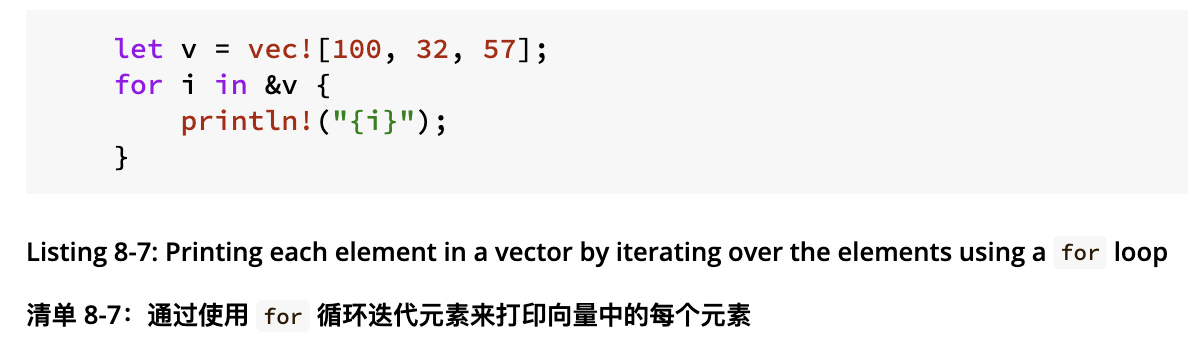 let v = vec![100, 32, 57];
for i in &v {
    println!("{i}");
}
Listing 8-7: Printing each element in a vector by iterating over the elements using a for loop
清单 8-7：通过使用 for 循环迭代元素来打印向量中的每个元素